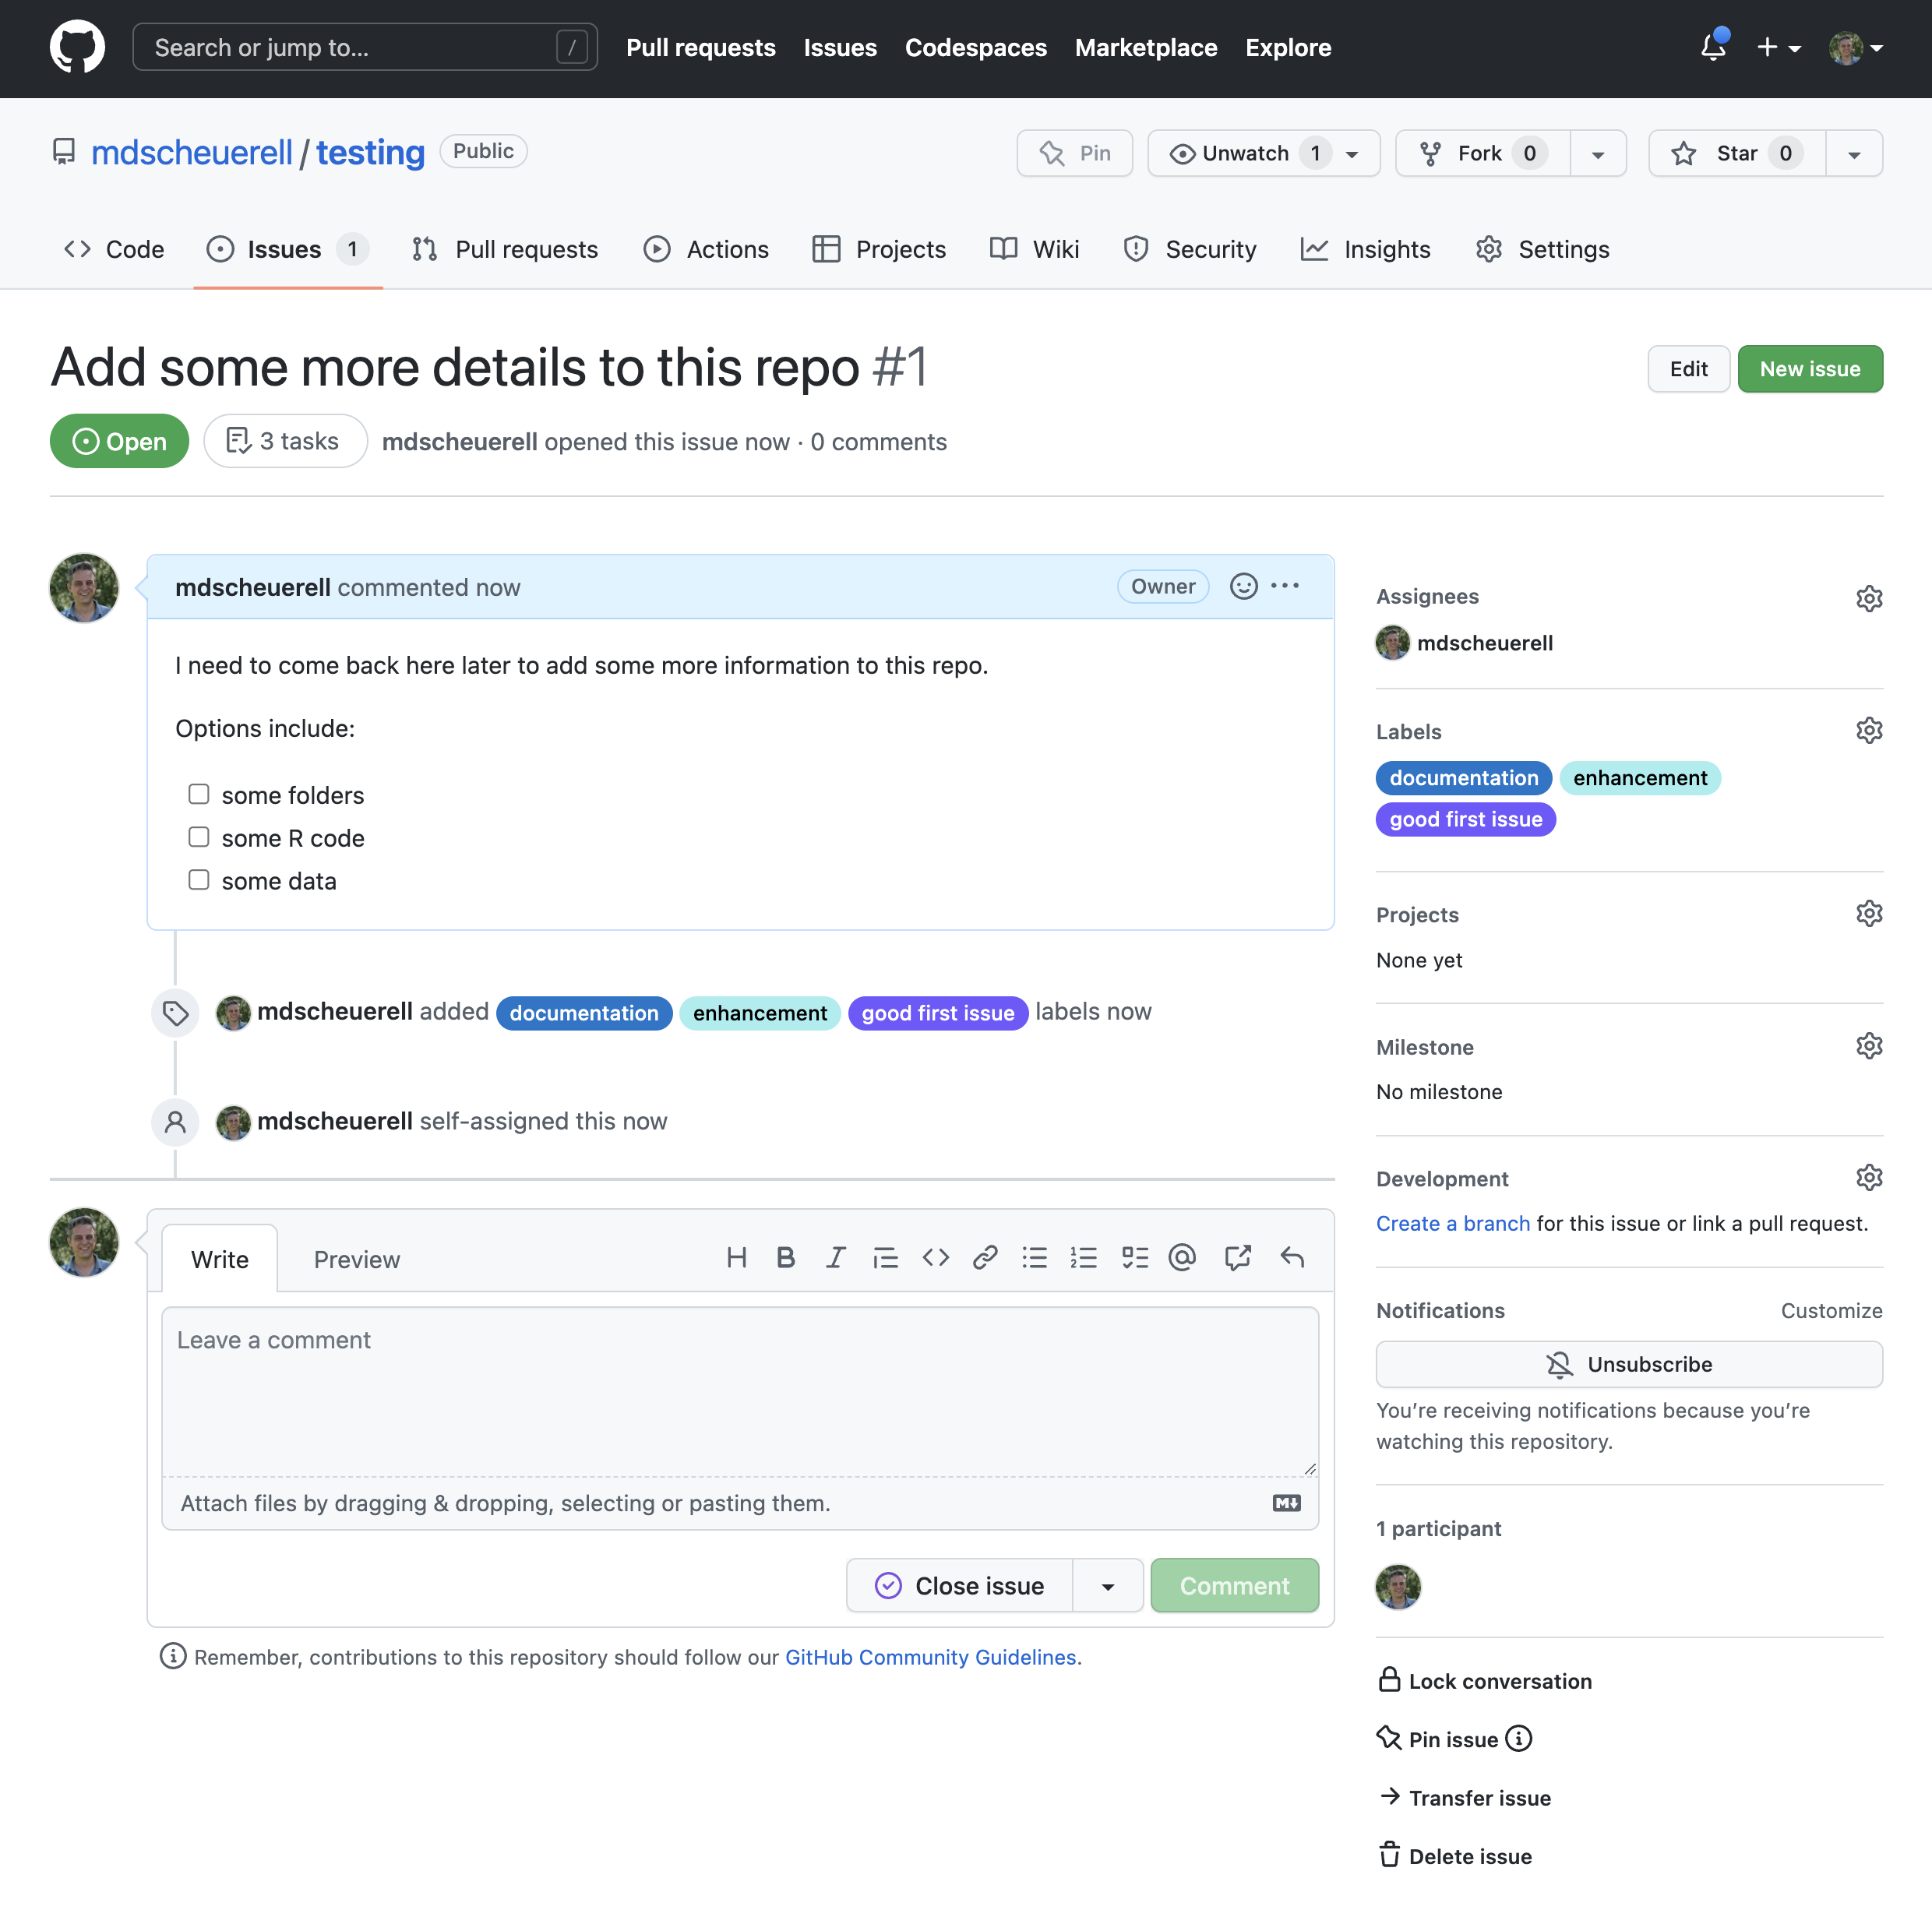 Search or jump to... /
Pull requests Issues Codespaces Marketplace Explore
mdscheuerell / testing Public
Pin Unwatch 1 Fork 0 Star 0
Code Issues 1 Pull requests Actions Projects Wiki Security Insights Settings
Add some more details to this repo #1
Edit New issue
Open 3 tasks mdscheuerell opened this issue now · 0 comments
mdscheuerell commented now Owner
I need to come back here later to add some more information to this repo.
Options include:
some folders
some R code
some data
mdscheuerell added documentation enhancement good first issue labels now
mdscheuerell self-assigned this now
Write Preview
Leave a comment
Attach files by dragging & dropping, selecting or pasting them.
Close issue Comment
Remember, contributions to this repository should follow our GitHub Community Guidelines.
Assignees
mdscheuerell
Labels
documentation enhancement
good first issue
Projects
None yet
Milestone
No milestone
Development
Create a branch for this issue or link a pull request.
Notifications Customize
Unsubscribe
You’re receiving notifications because you’re
watching this repository.
1 participant
Lock conversation
Pin issue
Transfer issue
Delete issue